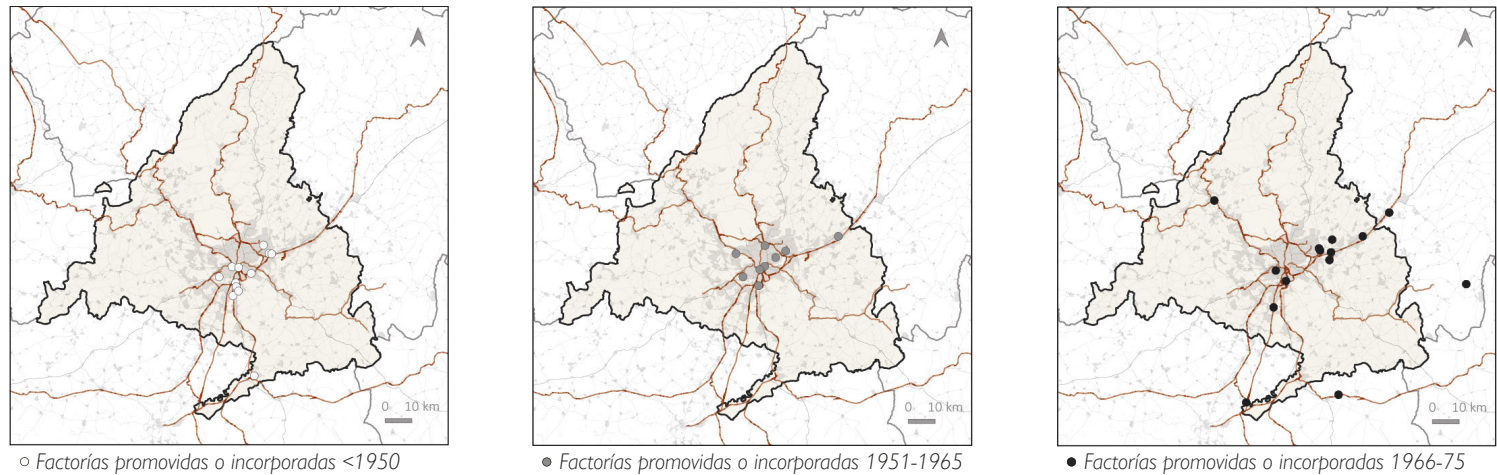 0 10 km
0 10 km
0 10 km
Factorías promovidas o incorporadas <1950
Factorías promovidas o incorporadas 1951-1965
Factorías promovidas o incorporadas 1966-75